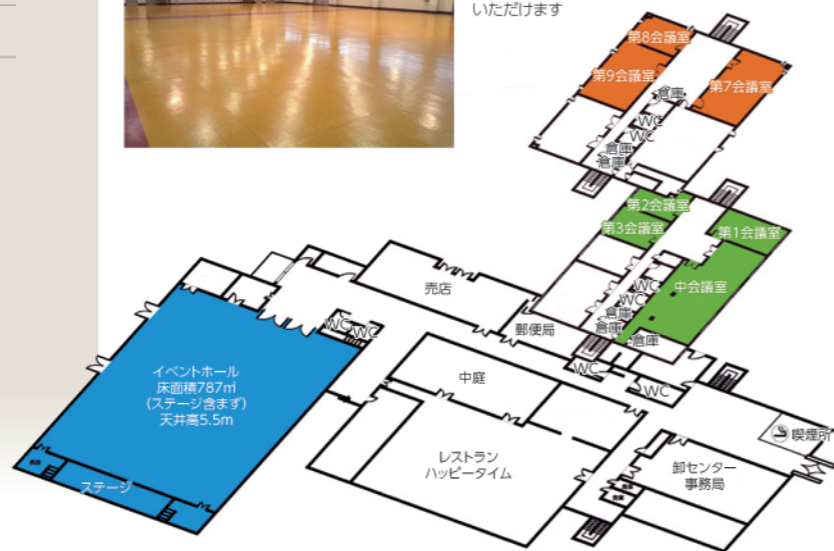 いただけます
第8会議室
第9会議室
第7会議室
倉庫
WC
WC
倉庫
倉庫
第2会議室
第3会議室
第1会議室
中会議室
WC
WC
倉庫
倉庫
倉庫
売店
郵便局
WC
WC
WC
WC
イベントホール
床面積787㎡
(ステージ含まず)
天井高5.5m
ステージ
中庭
レストラン
ハッピータイム
卸センター
事務局
喫煙所